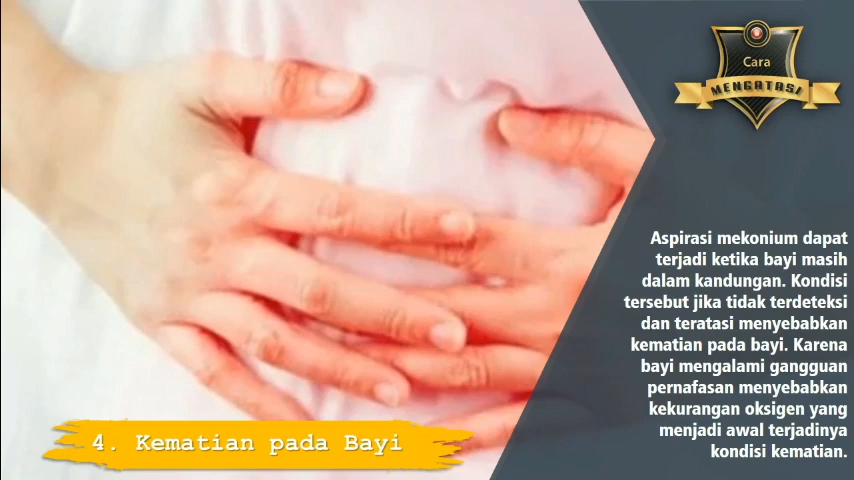 Cara
MENGATASI
Aspirasi mekonium dapat
terjadi ketika bayi masih
dalam kandungan. Kondisi
tersebut jika tidak terdeteksi
dan teratasi menyebabkan
kematian pada bayi. Karena
bayi mengalami gangguan
pernafasan menyebabkan
kekurangan oksigen yang
menjadi awal terjadinya
kondisi kematian.
4. Kematian pada Bayi